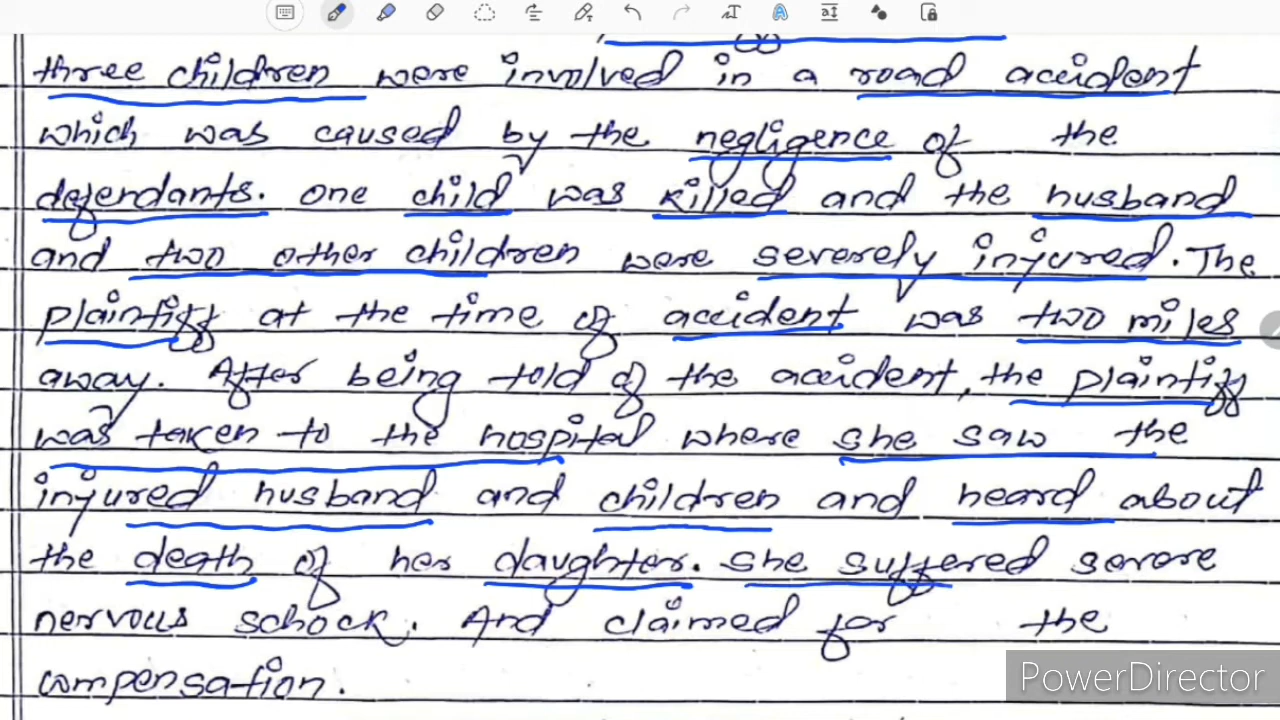 three children were involved in a road accident
which was caused by the negligence of the
defendants. one child was killed and the husband
and two other children were severely injured. The
plaintiff at the time of accident was two miles
away. After being told of the accident, the plaintiff
was taken to the hospital where she saw the
injured husband and children and heard about
the death of her daughter. she suffered severe
nervous schock. And claimed for the
compensation.
PowerDirector